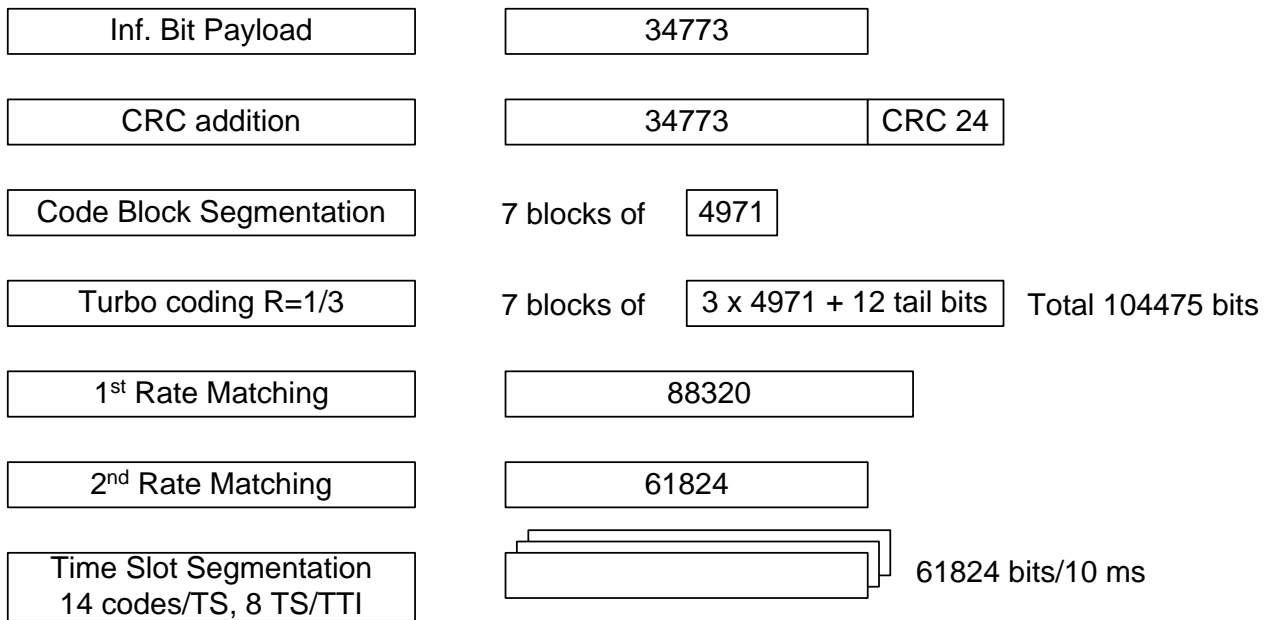 Inf. Bit Payload 34773
CRC addition 34773 CRC 24
Code Block Segmentation 7 blocks of 4971
Turbo coding R=1/3 7 blocks of 3 x 4971 + 12 tail bits Total 104475 bits
1st Rate Matching 88320
2nd Rate Matching 61824
Time Slot Segmentation
14 codes/TS, 8 TS/TTI
61824 bits/10 ms